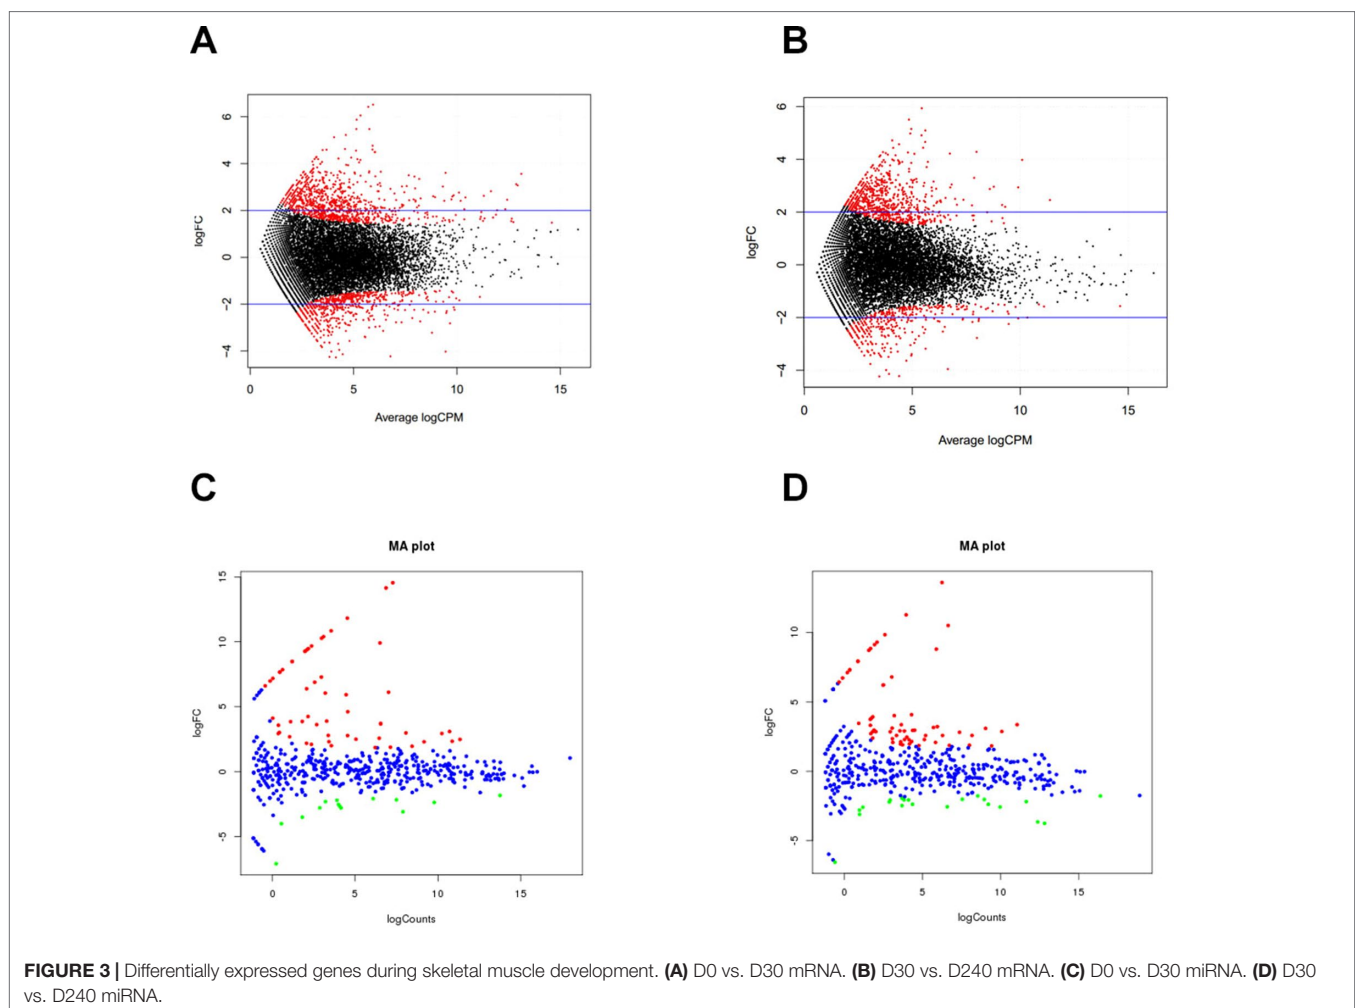 A
B
6
4
2
0
−2
−4
logFC
0
5
10
15
Average logCPM
6
4
2
0
−2
−4
logFC
0
5
10
15
Average logCPM
C
D
MA plot
15
10
5
0
-5
logFC
0
5
10
15
logCounts
MA plot
10
5
0
-5
logFC
0
5
10
15
logCounts
FIGURE 3 | Differentially expressed genes during skeletal muscle development. (A) D0 vs. D30 mRNA. (B) D30 vs. D240 mRNA. (C) D0 vs. D30 miRNA. (D) D30
vs. D240 miRNA.